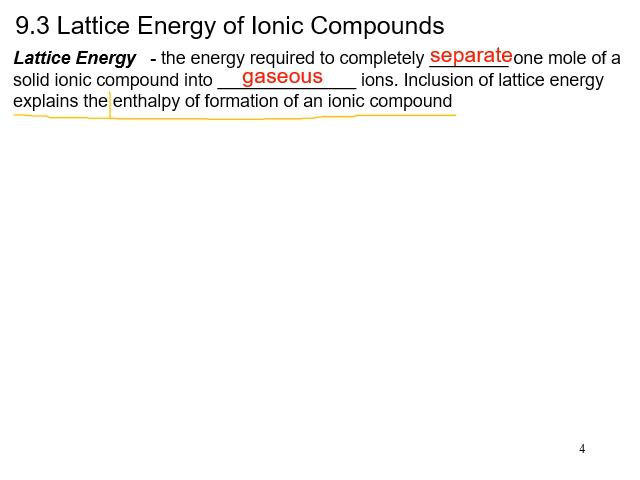 9.3 Lattice Energy of Ionic Compounds
Lattice Energy - the energy required to completely separate one mole of a
solid ionic compound into gaseous ions. Inclusion of lattice energy
explains the enthalpy of formation of an ionic compound
4